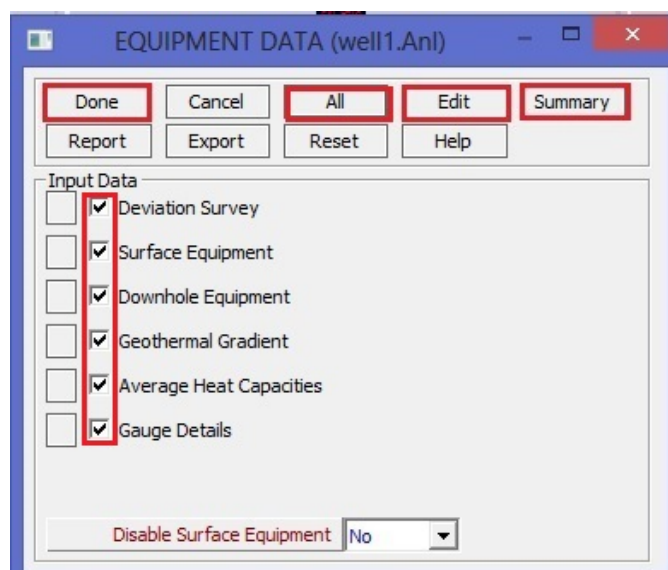 EQUIPMENT DATA (well1.Anl)
Done Cancel All Edit Summary
Report Export Reset Help
Input Data
Deviation Survey
Surface Equipment
Downhole Equipment
Geothermal Gradient
Average Heat Capacities
Gauge Details
Disable Surface Equipment No